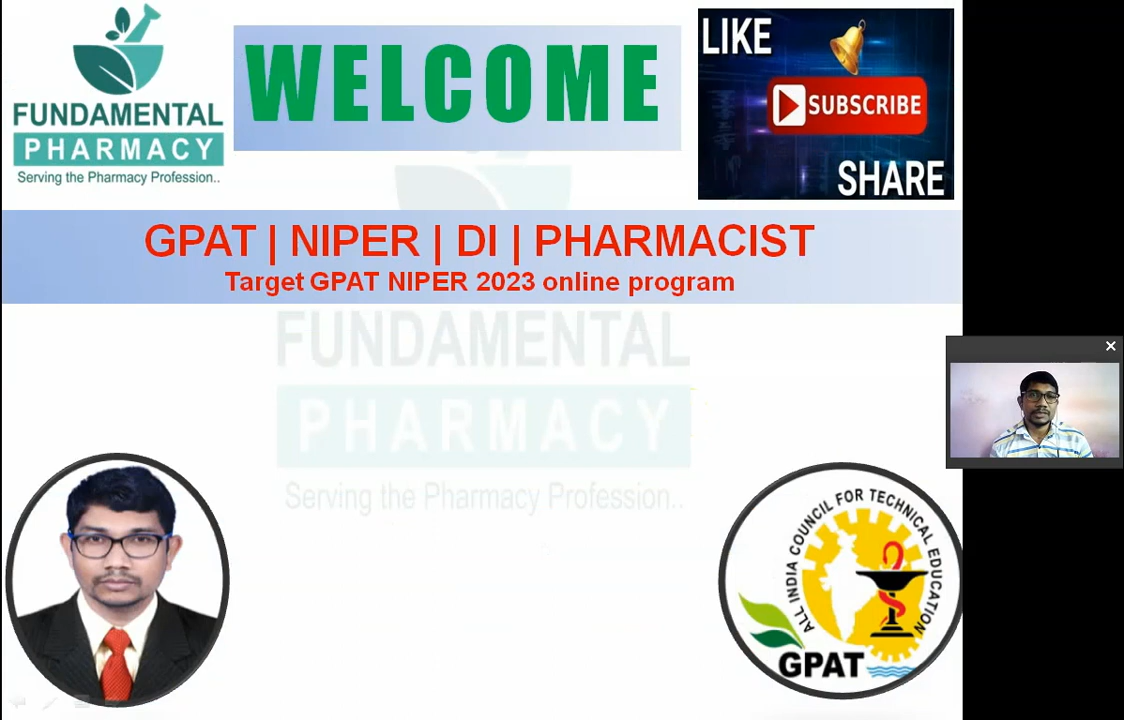 FUNDAMENTAL
PHARMACY
Serving the Pharmacy Profession..
WELCOME
LIKE
SUBSCRIBE
SHARE
GPAT | NIPER | DI | PHARMACIST
Target GPAT NIPER 2023 online program
FUNDAMENTAL
PHARMACY
Serving the Pharmacy Profession..
ALL INDIA COUNCIL FOR TECHNICAL EDUCATION
GPAT